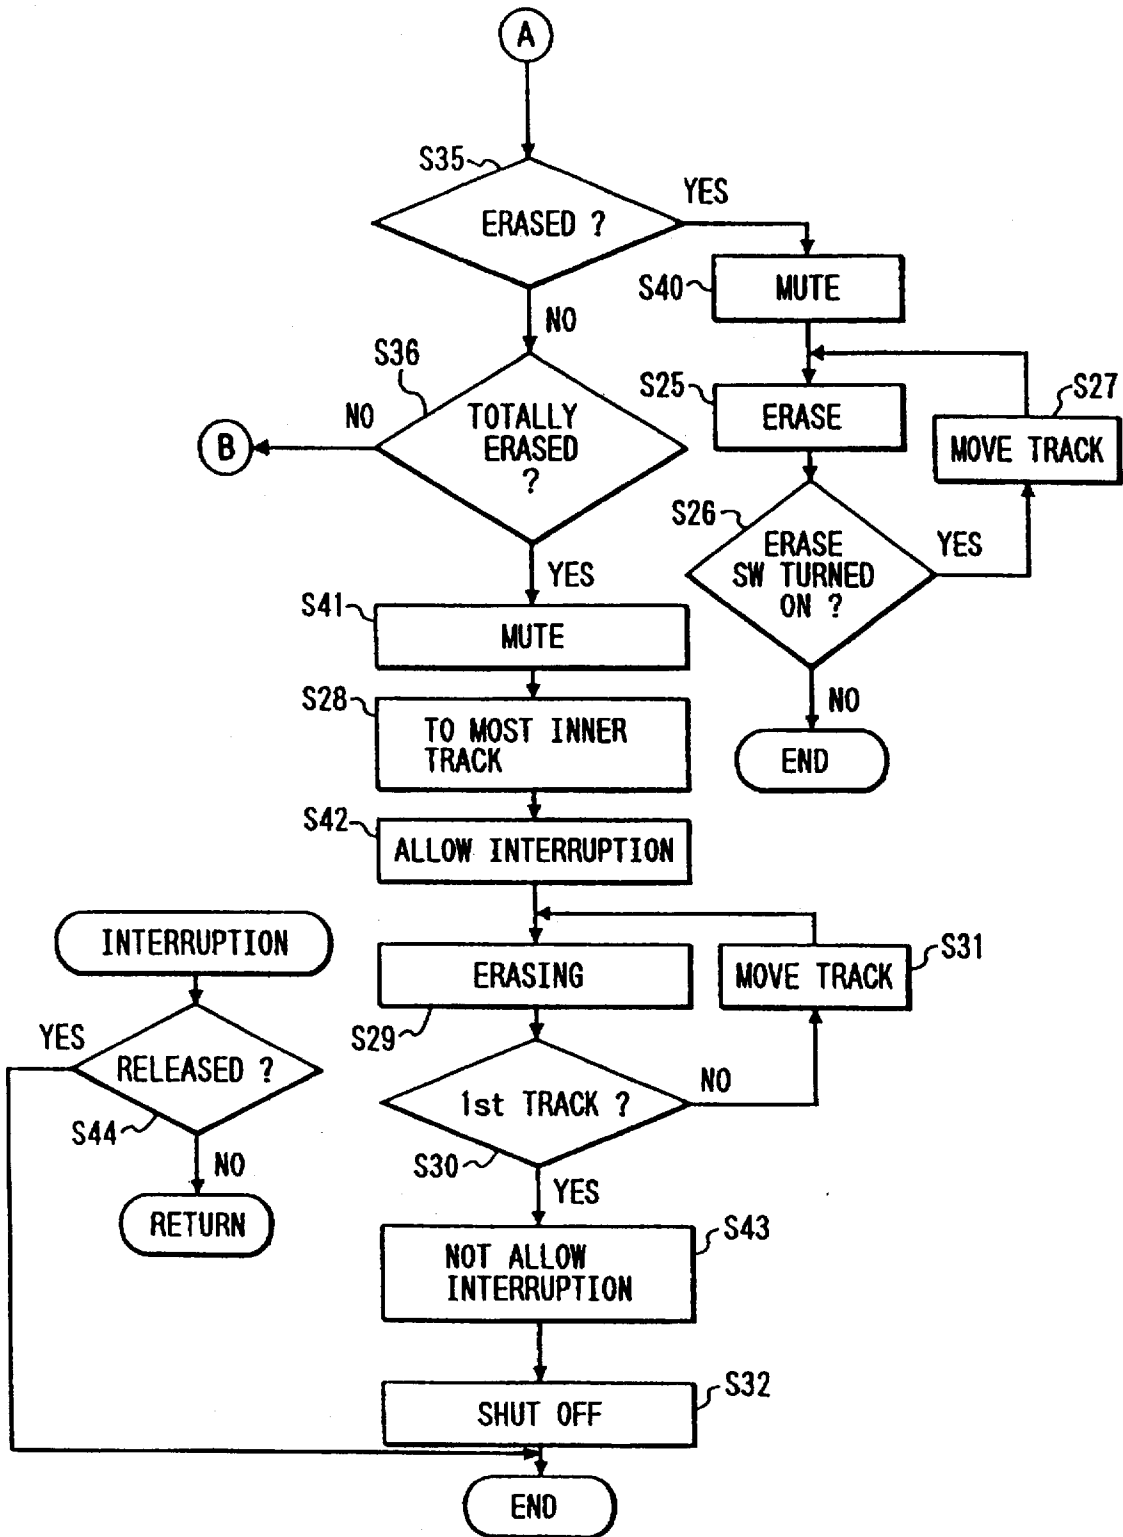 A
S35
ERASED ?
YES
S40
MUTE
NO
S36
TOTALLY
ERASED
?
NO
B
S25
ERASE
S27
MOVE TRACK
S26
ERASE
SW TURNED
ON ?
YES
NO
END
YES
S41
MUTE
S28
TO MOST INNER
TRACK
S42
ALLOW INTERRUPTION
INTERRUPTION
ERASING
S29
MOVE TRACK
S31
YES
RELEASED ?
S44
NO
RETURN
1st TRACK ?
NO
S30
YES
S43
NOT ALLOW
INTERRUPTION
S32
SHUT OFF
END